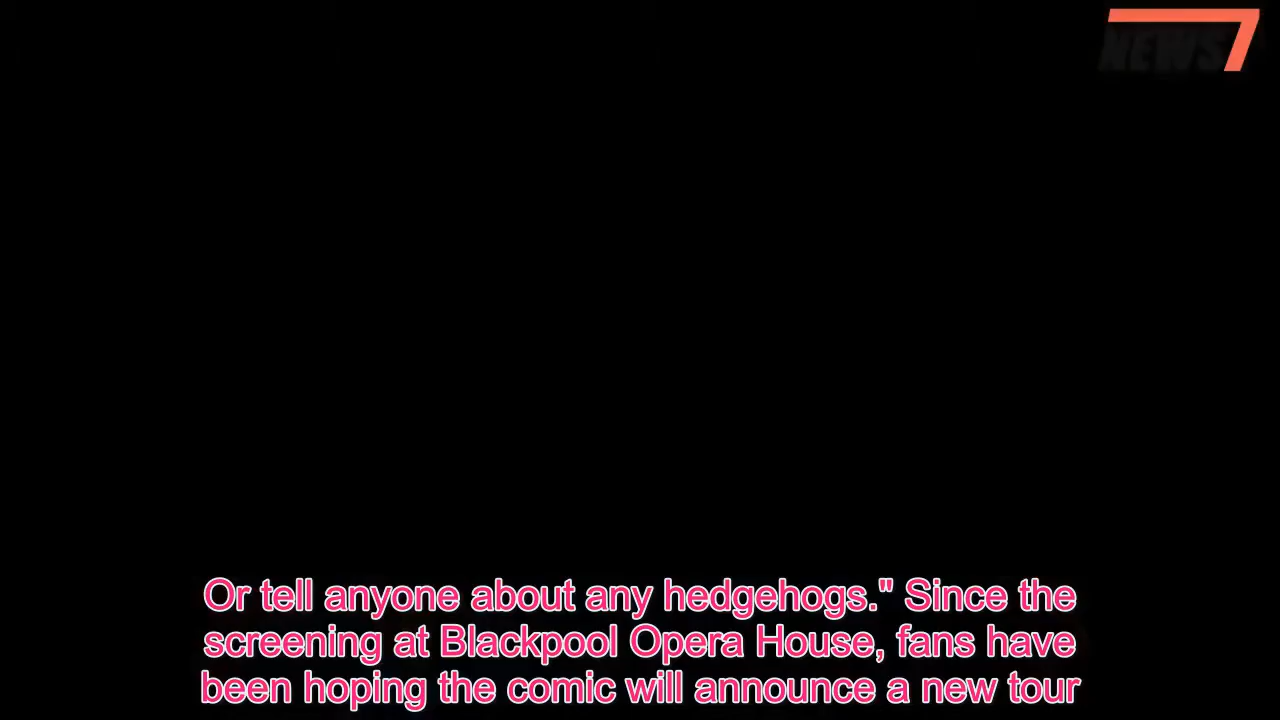 NEWS7
Or tell anyone about any hedgehogs." Since the
screening at Blackpool Opera House, fans have
been hoping the comic will announce a new tour